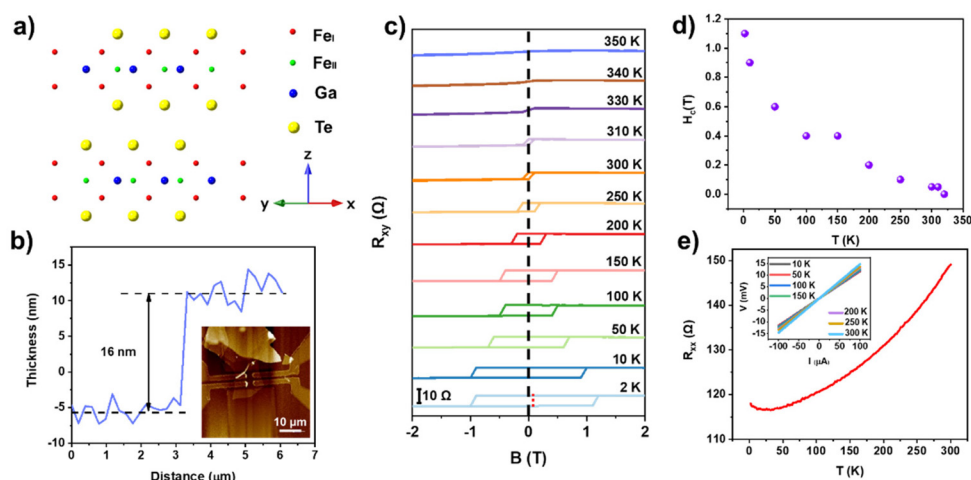 a)
Fe_I
Fe_II
Ga
Te
z
y
x
b)
Thickness (nm)
15
10
5
0
-5
-10
16 nm
10 μm
0 1 2 3 4 5 6 7
Distance (μm)
c)
R_xy (Ω)
350 K
340 K
330 K
310 K
300 K
250 K
200 K
150 K
100 K
50 K
10 K
2 K
10 Ω
-2 -1 0 1 2
B (T)
d)
H_c(T)
1.2
1.0
0.8
0.6
0.4
0.2
0.0
0 50 100 150 200 250 300 350
T (K)
e)
R_xx (Ω)
150
140
130
120
110
V (mV)
15
10
5
0
-5
-10
-15
10 K
50 K
100 K
150 K
200 K
250 K
300 K
-100 -50 0 50 100
I (μA)
0 50 100 150 200 250 300
T (K)